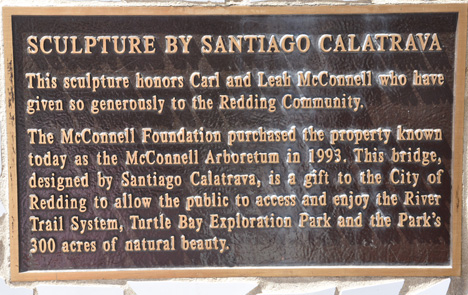 SCULPTURE BY SANTIAGO CALATRAVA
This sculpture honors Carl and Leah McConnell who have
given so generously to the Redding Community.
The McConnell Foundation purchased the property known
today as the McConnell Arboretum in 1993. This bridge,
designed by Santiago Calatrava, is a gift to the City of
Redding to allow the public to access and enjoy the River
Trail System, Turtle Bay Exploration Park and the Park's
300 acres of natural beauty.